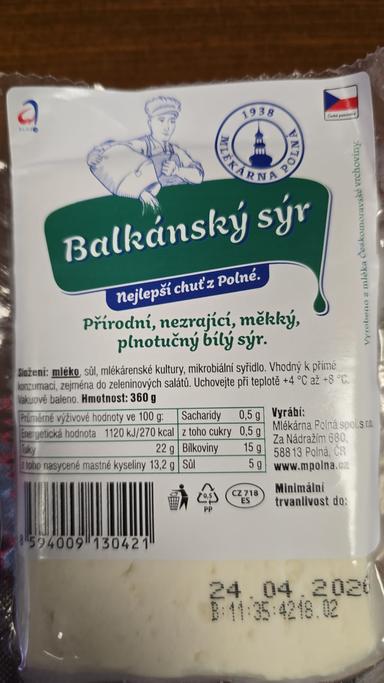 1938
MLÉKÁRNA POLNÁ
Balkánský sýr
Nejlepší chuť z Polné.
Přírodní, nezrající, měkký,
plnotučný bílý sýr.
Vyrobeno z mléka Českomoravské vrchoviny.
Složení: mléko, sůl, mlékárenské kultury, mikrobiální syřidlo. Vhodný k přímé
konzumaci, zejména do zeleninových salátů. Uchovejte při teplotě +4 °C až +8 °C.
Vakuově baleno. Hmotnost: 360 g
Průměrné výživové hodnoty ve 100 g:
Energetická hodnota 1120 kJ/270 kcal
Tuky 22 g
z toho nasycené mastné kyseliny 13,2 g
Sacharidy 0,5 g
z toho cukry 0,5 g
Bílkoviny 15 g
Sůl 5 g
Vyrábí:
Mlékárna Polná spol. s r.o.
Za Nádražím 680,
588 13 Polná, ČR
www.mpolna.cz
Minimální
trvanlivost do:
PP
CZ 718
ES
8 594009 130421
24.04.2026
B:11:35:4218.02